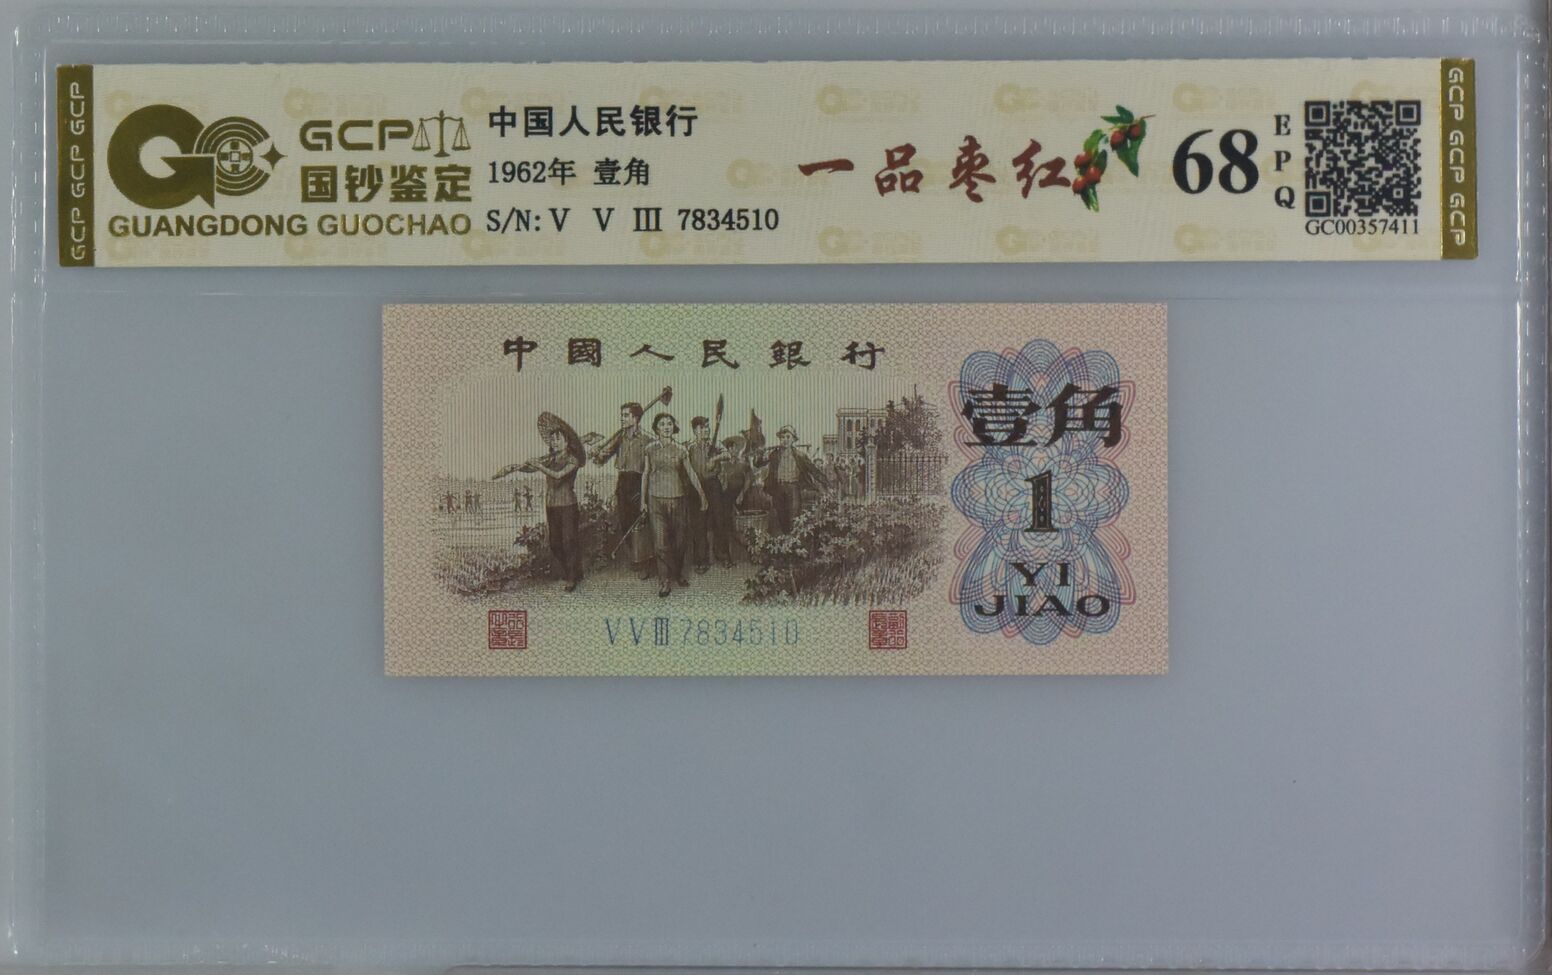 GCP GCP GCP
GCP
国钞鉴定
GUANGDONG GUOCHAO
中国人民银行
1962年 壹角
S/N: V V III 7834510
一品枣红
68
EPQ
GC00357411
GCP GCP GCP
中國人民銀行
壹角
1
YI
JIAO
VVIII 7834510